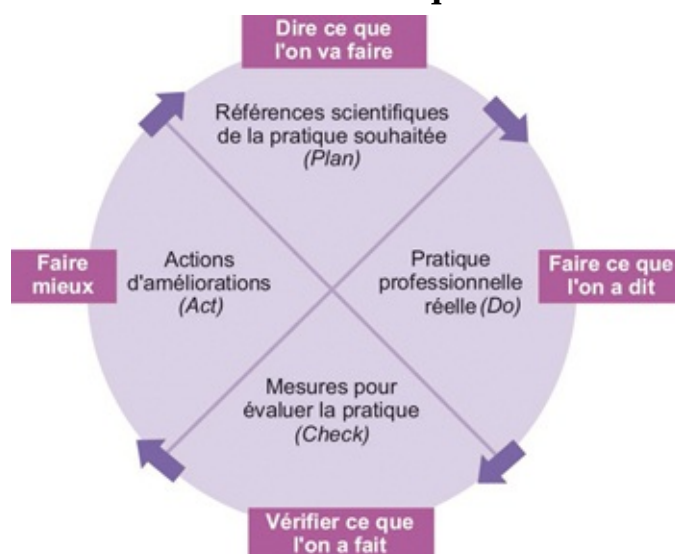 Dire ce que
l'on va faire
Références scientifiques
de la pratique souhaitée
(Plan)
Faire
mieux
Actions
d'améliorations
(Act)
Pratique
professionnelle
réelle (Do)
Faire ce que
l'on a dit
Mesures pour
évaluer la pratique
(Check)
Vérifier ce que
l'on a fait